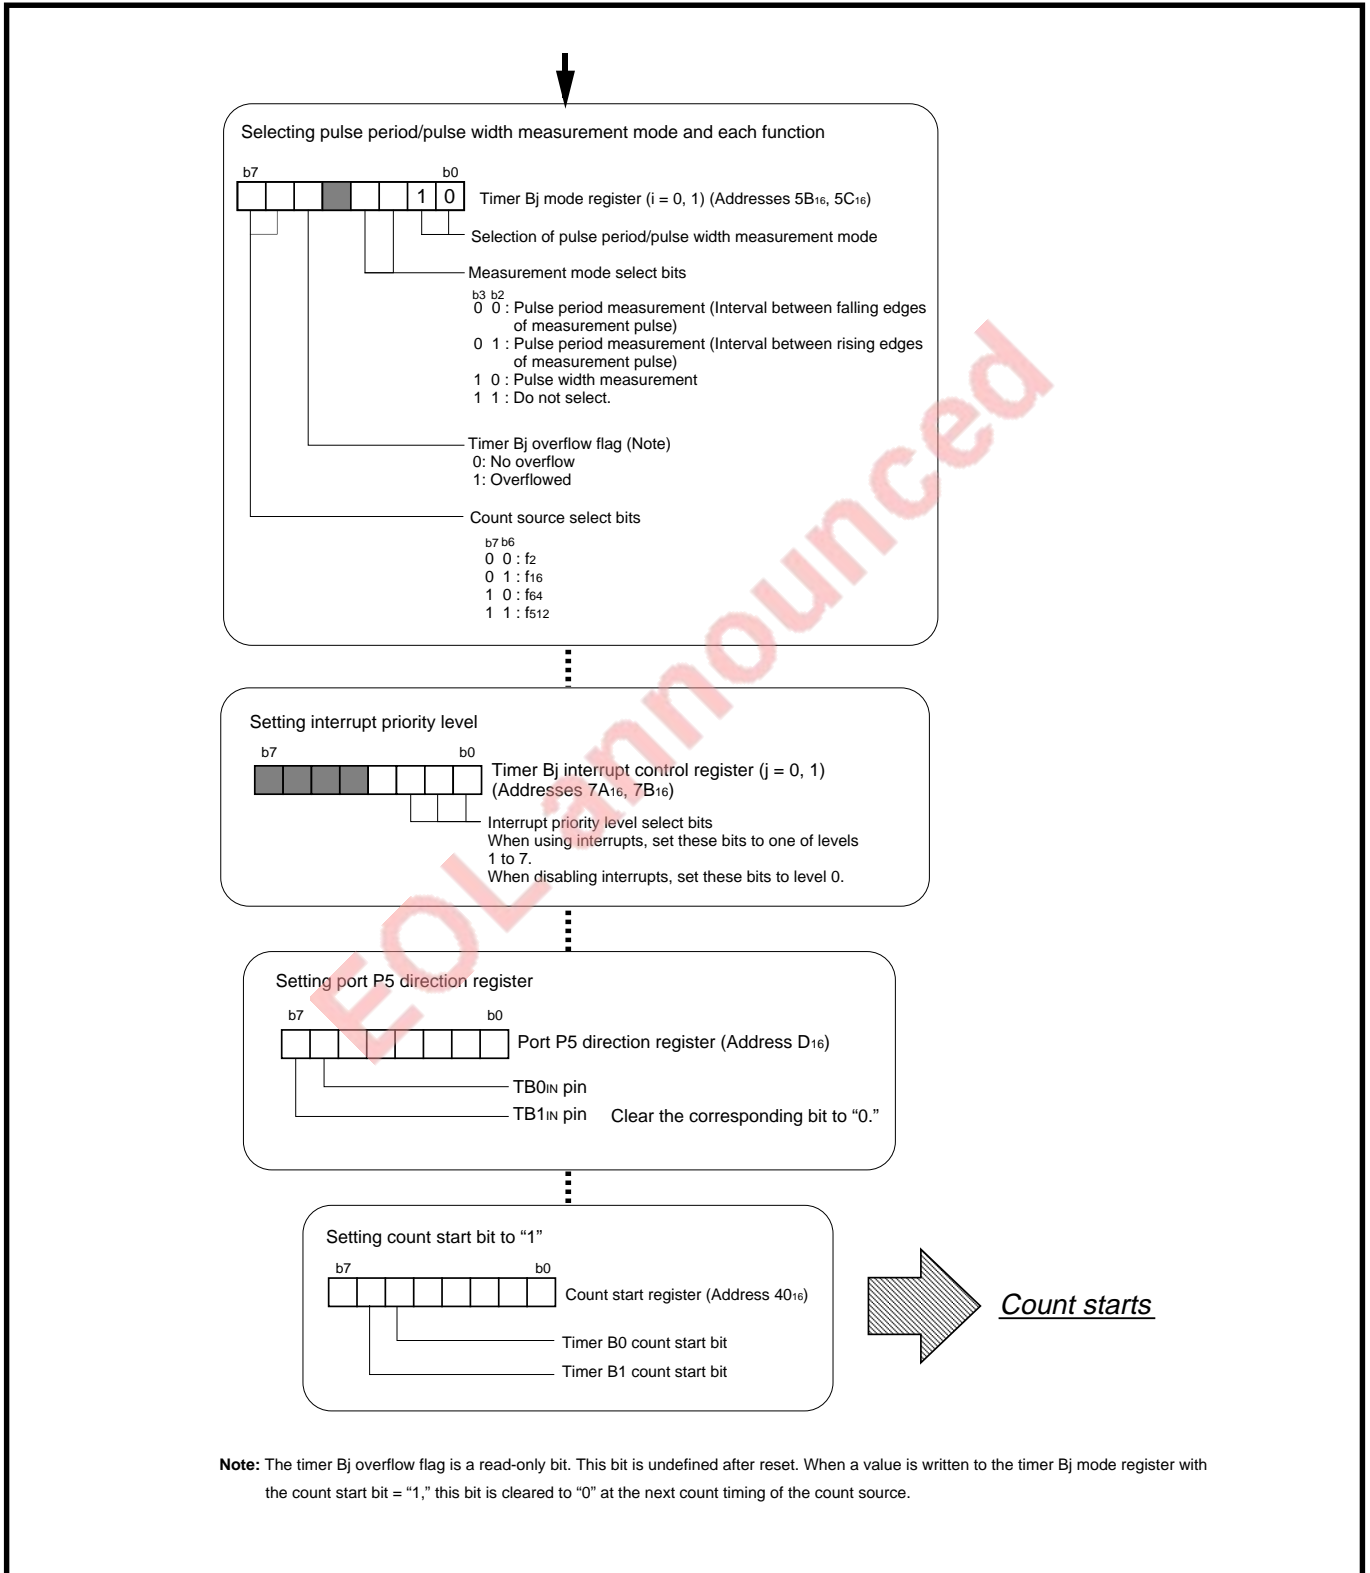 Selecting pulse period/pulse width measurement mode and each function
b7 b0
1 0
Timer Bj mode register (i = 0, 1) (Addresses 5B16, 5C16)
Selection of pulse period/pulse width measurement mode
Measurement mode select bits
b3 b2
0 0 : Pulse period measurement (Interval between falling edges
of measurement pulse)
0 1 : Pulse period measurement (Interval between rising edges
of measurement pulse)
1 0 : Pulse width measurement
1 1 : Do not select.
Timer Bj overflow flag (Note)
0: No overflow
1: Overflowed
Count source select bits
b7 b6
0 0 : f2
0 1 : f16
1 0 : f64
1 1 : f512
Setting interrupt priority level
b7 b0
Timer Bj interrupt control register (j = 0, 1)
(Addresses 7A16, 7B16)
Interrupt priority level select bits
When using interrupts, set these bits to one of levels
1 to 7.
When disabling interrupts, set these bits to level 0.
Setting port P5 direction register
b7 b0
Port P5 direction register (Address D16)
TB0IN pin
TB1IN pin Clear the corresponding bit to “0.”
Setting count start bit to “1”
b7 b0
Count start register (Address 4016)
Timer B0 count start bit
Timer B1 count start bit
Count starts
Note: The timer Bj overflow flag is a read-only bit. This bit is undefined after reset. When a value is written to the timer Bj mode register with
the count start bit = “1,” this bit is cleared to “0” at the next count timing of the count source.
EOL announced